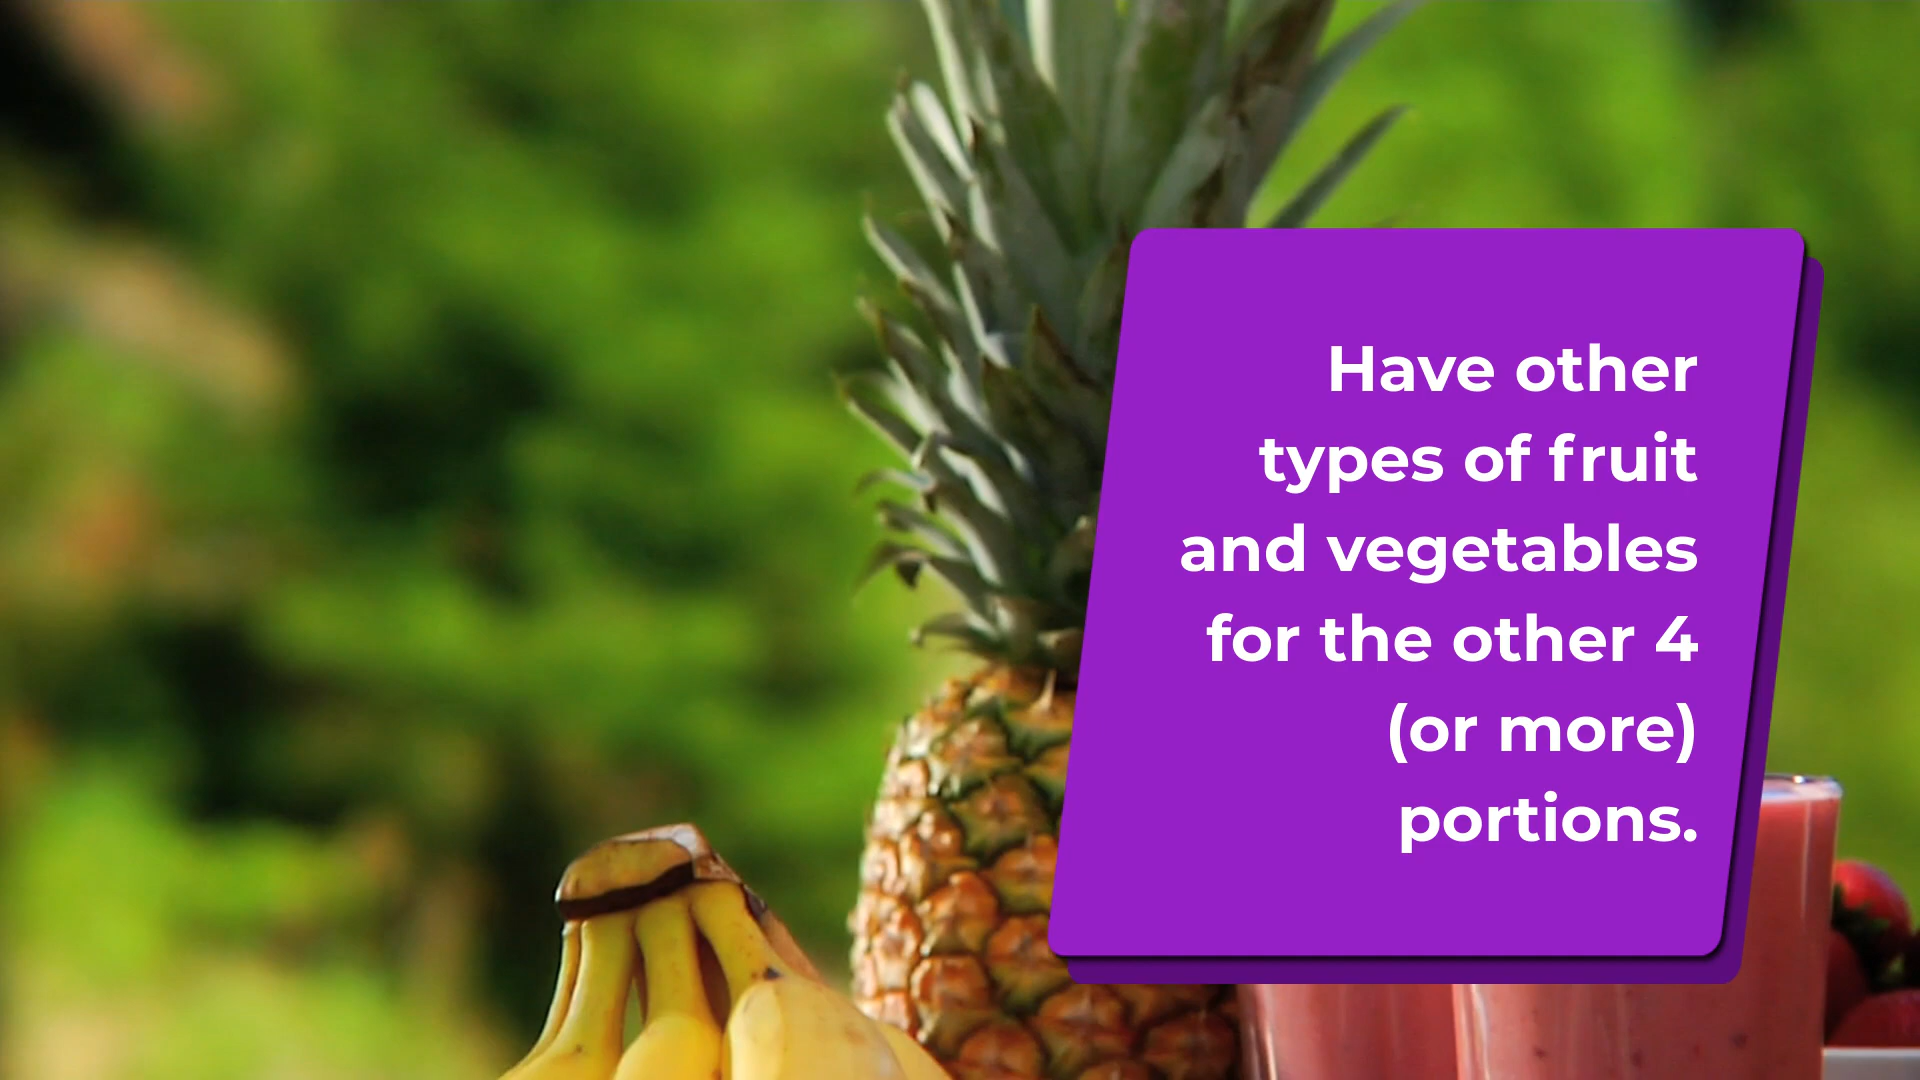 Have other
types of fruit
and vegetables
for the other 4
(or more)
portions.